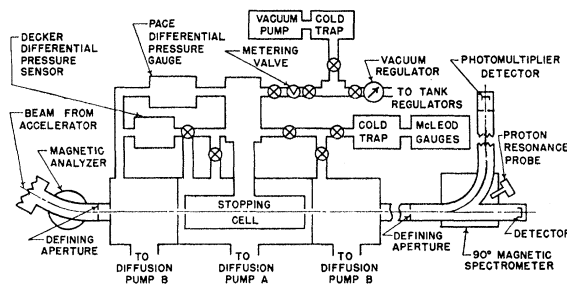 PACE
DIFFERENTIAL
PRESSURE
GAUGE
VACUUM
PUMP
COLD
TRAP
DECKER
DIFFERENTIAL
PRESSURE
SENSOR
METERING
VALVE
VACUUM
REGULATOR
PHOTOMULTIPLIER
DETECTOR
TO TANK
REGULATORS
BEAM FROM
ACCELERATOR
MAGNETIC
ANALYZER
COLD
TRAP
McLEOD
GAUGES
PROTON
RESONANCE
PROBE
STOPPING
CELL
DEFINING
APERTURE
TO
DIFFUSION
PUMP B
TO
DIFFUSION
PUMP A
TO
DIFFUSION
PUMP B
DEFINING
APERTURE
DETECTOR
90° MAGNETIC
SPECTROMETER